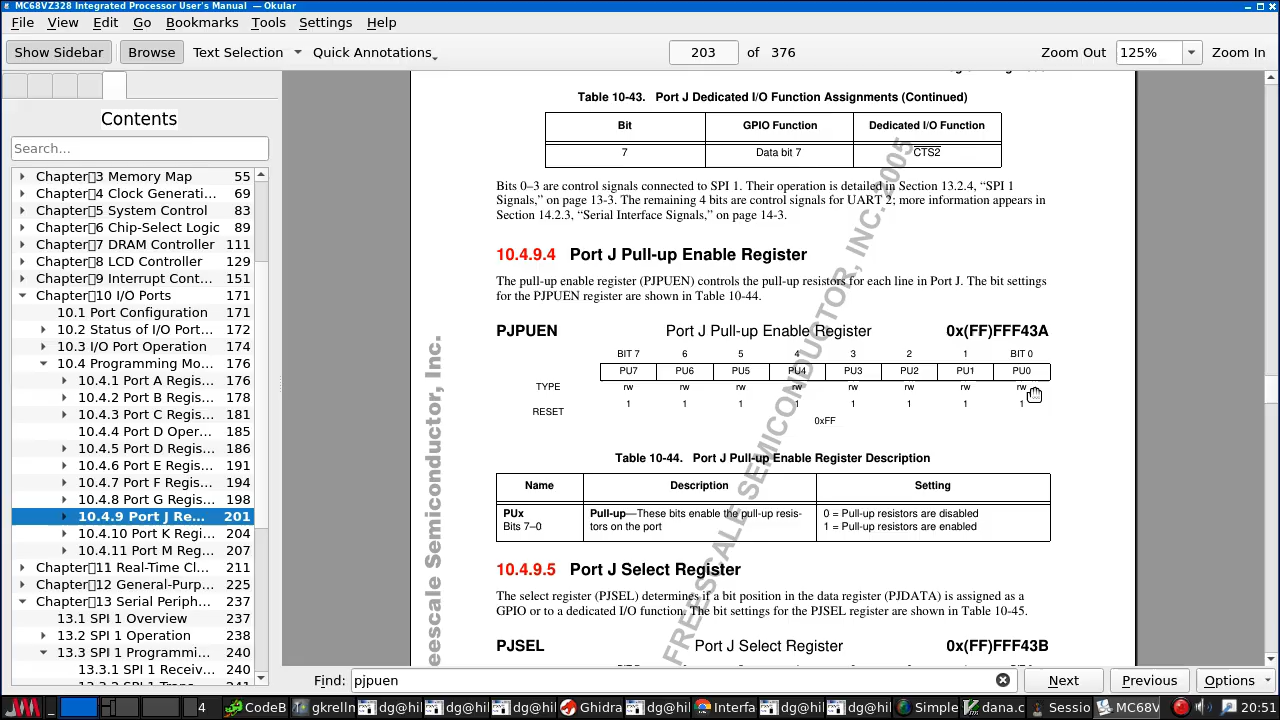 MC68VZ328 Integrated Processor User's Manual — Okular
File View Edit Go Bookmarks Tools Settings Help
Show Sidebar Browse Text Selection Quick Annotations 203 of 376 Zoom Out 125% Zoom In
Contents
Search...
Chapter 3 Memory Map 55
Chapter 4 Clock Generati... 69
Chapter 5 System Control 83
Chapter 6 Chip-Select Logic 89
Chapter 7 DRAM Controller 111
Chapter 8 LCD Controller 129
Chapter 9 Interrupt Cont... 151
Chapter 10 I/O Ports 171
10.1 Port Configuration
10.2 Status of I/O Port... 172
10.3 I/O Port Operation 174
10.4 Programming Mo... 176
10.4.1 Port A Regis... 176
10.4.2 Port B Regis... 178
10.4.3 Port C Regist... 181
10.4.4 Port D Oper... 185
10.4.5 Port D Regis... 186
10.4.6 Port E Regis... 191
10.4.7 Port F Regist... 194
10.4.8 Port G Regis... 198
10.4.9 Port J Re... 201
10.4.10 Port K Regi... 204
10.4.11 Port M Reg... 207
Chapter 11 Real-Time Cl... 211
Chapter 12 General-Purp... 225
Chapter 13 Serial Periph... 237
13.1 SPI 1 Overview 237
13.2 SPI 1 Operation 238
13.3 SPI 1 Programmi... 240
13.3.1 SPI 1 Receiv... 240
Table 10-43. Port J Dedicated I/O Function Assignments (Continued)
Bit GPIO Function Dedicated I/O Function
7 Data bit 7 CTS2
Bits 0–3 are control signals connected to SPI 1. Their operation is detailed in Section 13.2.4, “SPI 1
Signals,” on page 13-3. The remaining 4 bits are control signals for UART 2; more information appears in
Section 14.2.3, “Serial Interface Signals,” on page 14-3.
10.4.9.4 Port J Pull-up Enable Register
The pull-up enable register (PJPUEN) controls the pull-up resistors for each line in Port J. The bit settings
for the PJPUEN register are shown in Table 10-44.
PJPUEN Port J Pull-up Enable Register 0x(FF)FFF43A
BIT 7 6 5 4 3 2 1 BIT 0
PU7 PU6 PU5 PU4 PU3 PU2 PU1 PU0
TYPE rw rw rw rw rw rw rw rw
RESET 1 1 1 1 1 1 1 1
0xFF
Table 10-44. Port J Pull-up Enable Register Description
Name Description Setting
PUx Pull-up—These bits enable the pull-up resis- 0 = Pull-up resistors are disabled
Bits 7–0 tors on the port 1 = Pull-up resistors are enabled
10.4.9.5 Port J Select Register
The select register (PJSEL) determines if a bit position in the data register (PJDATA) is assigned as a
GPIO or to a dedicated I/O function. The bit settings for the PJSEL register are shown in Table 10-45.
PJSEL Port J Select Register 0x(FF)FFF43B
eescale Semiconductor, Inc.
FREESCALE SEMICONDUCTOR, INC. 2005
Find: pjpuen Next Previous Options
4 CodeB gkrelln dg@hil dg@hil dg@hil Ghidra dg@hil Interfa dg@hil dg@hil Simple dana.c Sessio MC68V 20:51